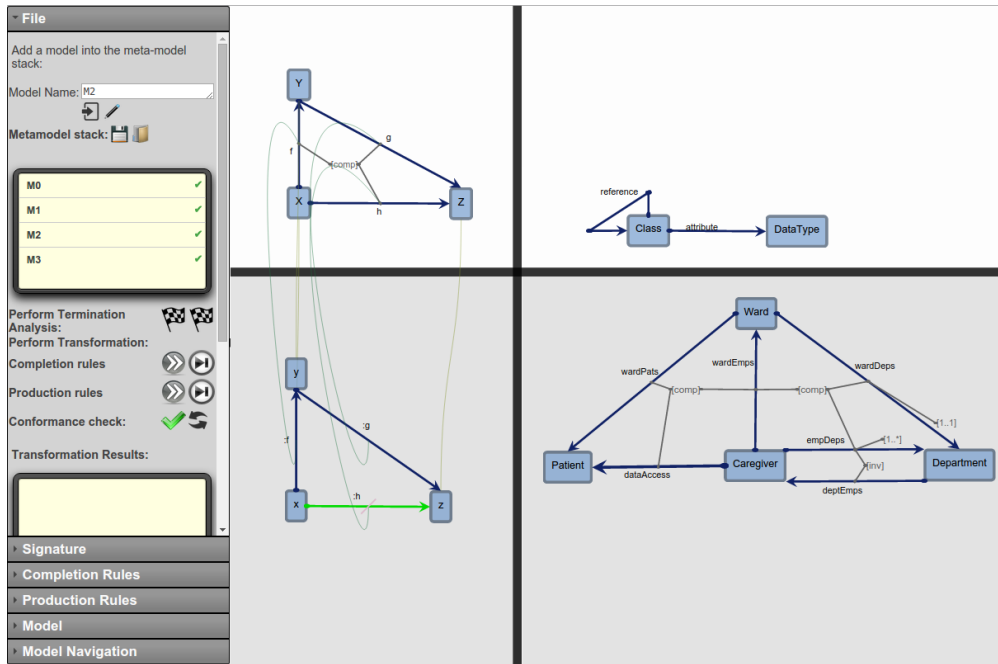 File
Add a model into the meta-model
stack:
Model Name: M2
Metamodel stack:
M0
M1
M2
M3
Perform Termination
Analysis:
Perform Transformation:
Completion rules
Production rules
Conformance check:
Transformation Results:
Signature
Completion Rules
Production Rules
Model
Model Navigation
Y
g
f
[comp]
X
h
Z
y
:f
:g
x
:h
z
reference
Class
attribute
DataType
Ward
wardEmps
wardPats
wardDeps
[comp]
[comp]
[1..1]
[1..*]
empDeps
Patient
Caregiver
Department
[inv]
dataAccess
deptEmps